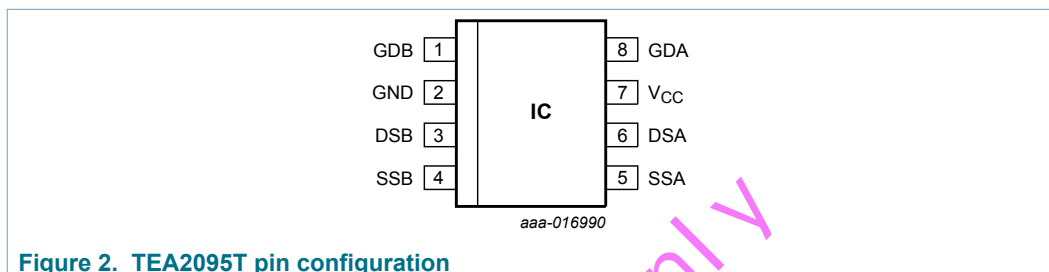 GDB 1
GND 2
DSB 3
SSB 4
IC
8 GDA
7 VCC
6 DSA
5 SSA
aaa-016990
Figure 2. TEA2095T pin configuration
nly